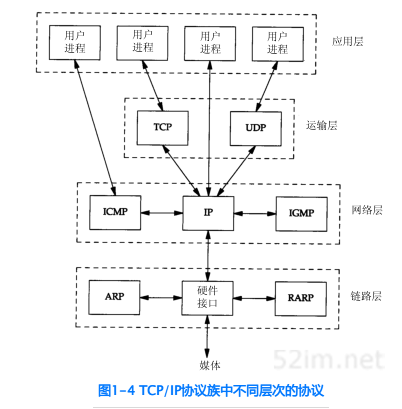 用户
进程
用户
进程
用户
进程
用户
进程
应用层
TCP
UDP
运输层
ICMP
IP
IGMP
网络层
ARP
硬件
接口
RARP
链路层
媒体
52im.net
图1-4 TCP/IP协议族中不同层次的协议